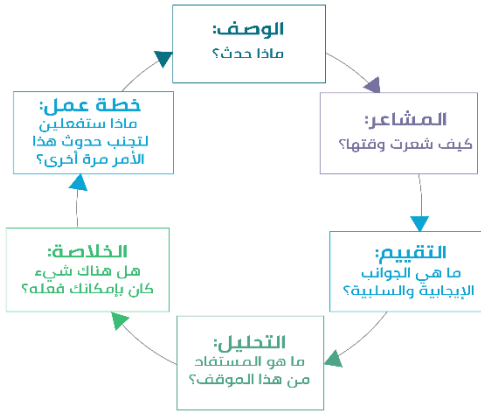 الوصف:
ماذا حدث؟
المشاعر:
كيف شعرت وقتها؟
التقييم:
ما هي الجوانب
الإيجابية والسلبية؟
التحليل:
ما هو المستفاد
من هذا الموقف؟
الخلاصة:
هل هناك شيء
كان بإمكانك فعله؟
خطة عمل:
ماذا ستفعلين
لتجنب حدوث هذا
الأمر مرة أخرى؟